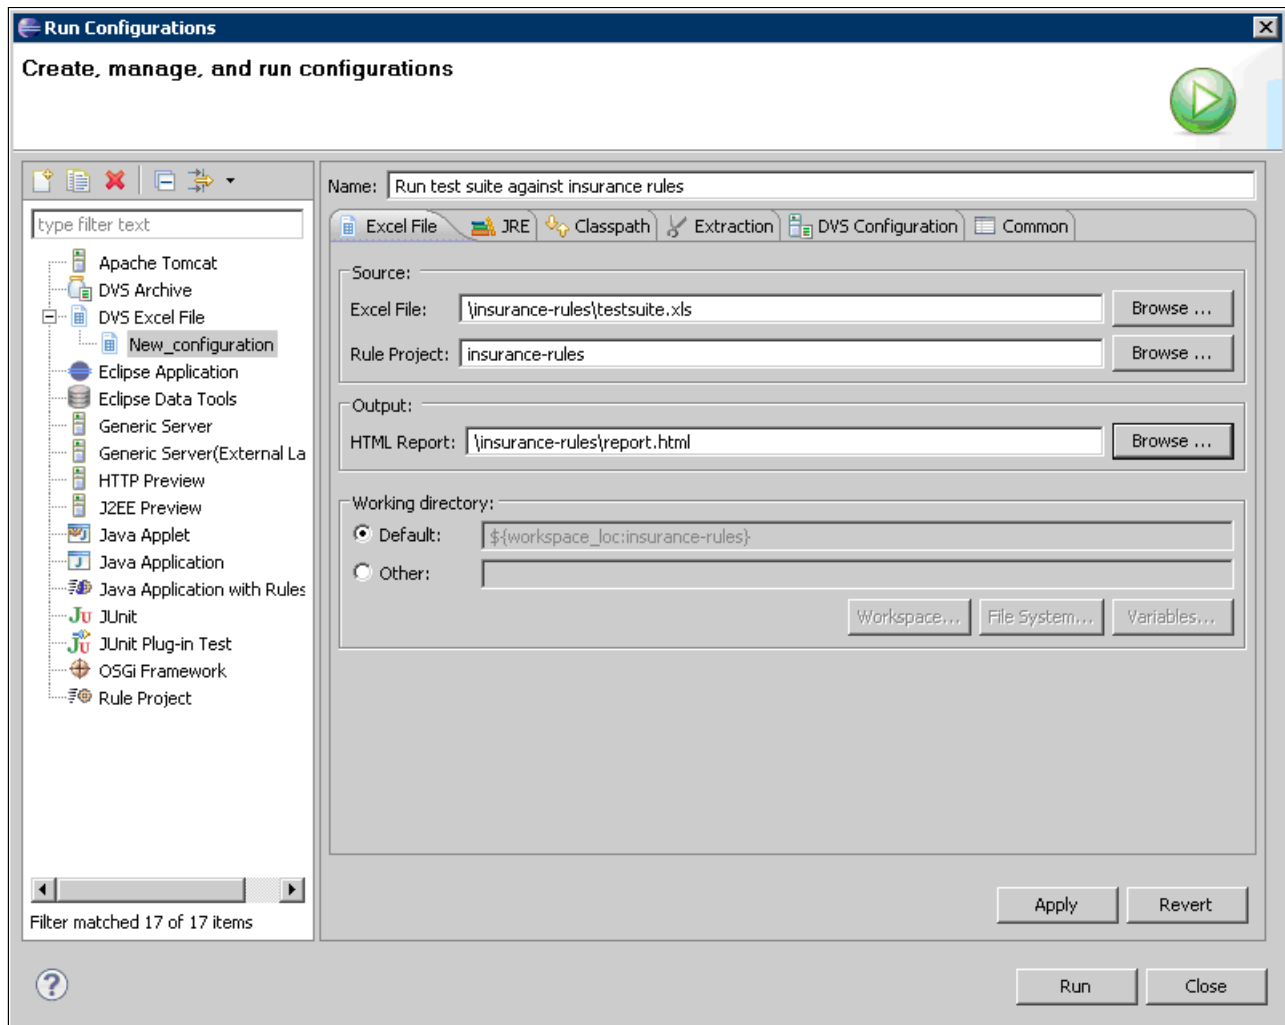 Run Configurations
Create, manage, and run configurations
type filter text
Apache Tomcat
DVS Archive
DVS Excel File
New_configuration
Eclipse Application
Eclipse Data Tools
Generic Server
Generic Server(External La
HTTP Preview
J2EE Preview
Java Applet
Java Application
Java Application with Rules
JUnit
JUnit Plug-in Test
OSGi Framework
Rule Project
Filter matched 17 of 17 items
Name: Run test suite against insurance rules
Excel File JRE Classpath Extraction DVS Configuration Common
Source:
Excel File: \insurance-rules\testsuite.xls Browse ...
Rule Project: insurance-rules Browse ...
Output:
HTML Report: \insurance-rules\report.html Browse ...
Working directory:
Default: ${workspace_loc:insurance-rules}
Other:
Workspace... File System... Variables...
Apply Revert
Run Close